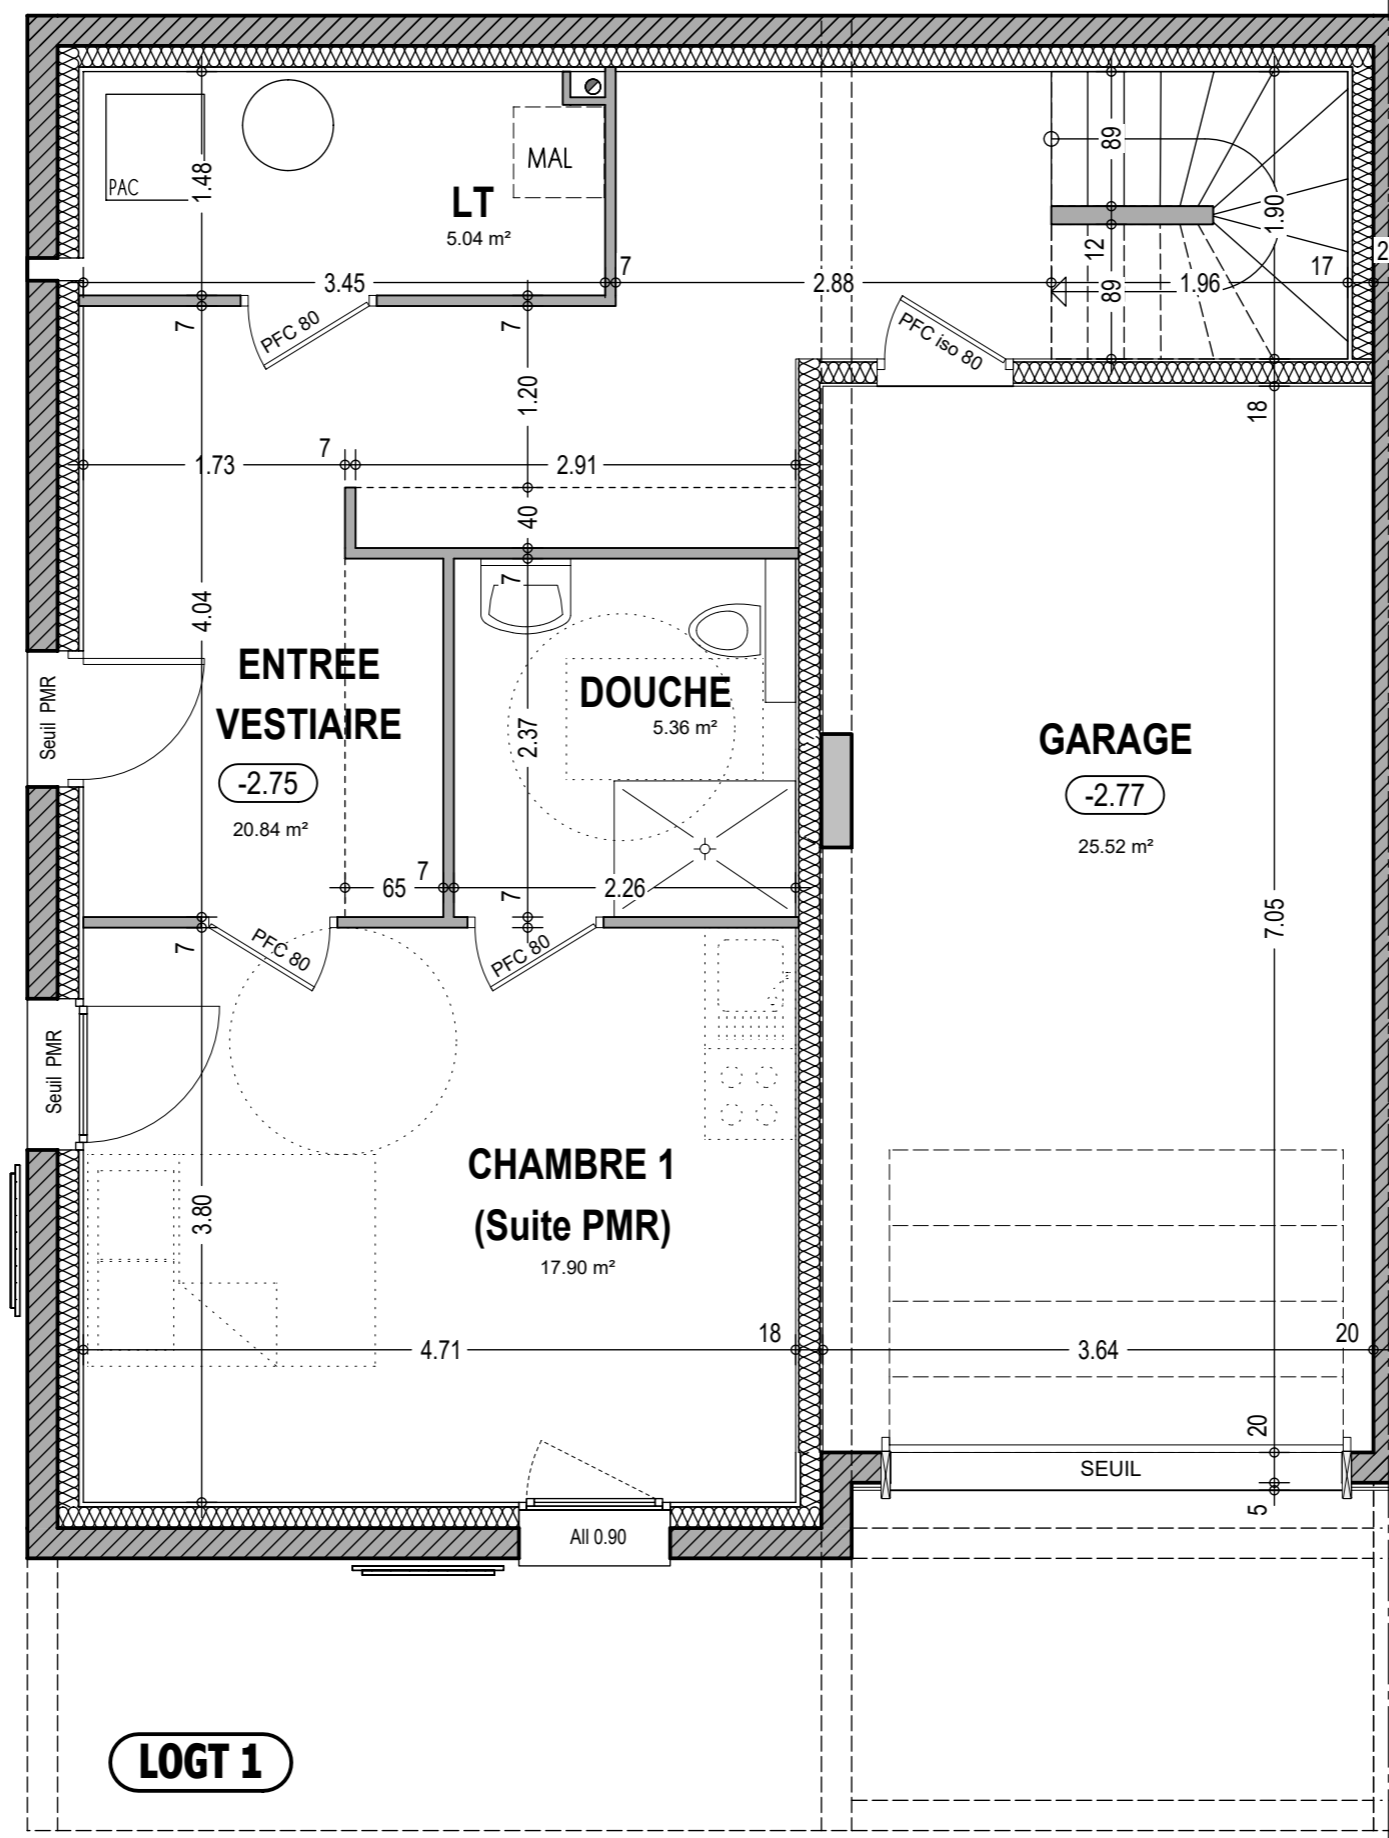 PAC
1.48
LT
5.04 m²
MAL
3.45
7
2.88
89
12
89
1.90
1.96
17
2
7
PFC 80
7
PFC iso 80
1.20
18
1.73
7
2.91
40
4.04
7
ENTREE
VESTIAIRE
-2.75
20.84 m²
Seuil PMR
DOUCHE
5.36 m²
2.37
GARAGE
-2.77
25.52 m²
65
7
7
2.26
7
PFC 80
PFC 80
7.05
Seuil PMR
3.80
CHAMBRE 1
(Suite PMR)
17.90 m²
4.71
18
3.64
20
20
SEUIL
5
All 0.90
LOGT 1